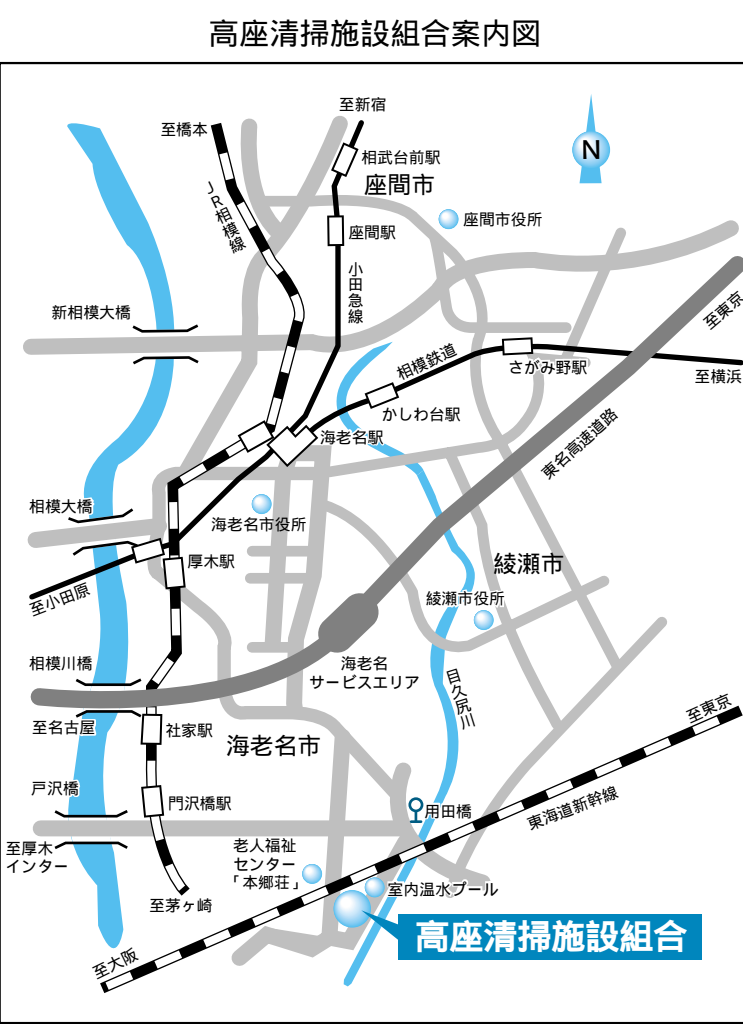 高座清掃施設組合案内図
至新宿
至橋本
相武台前駅
座間市
N
JR相模線
座間市役所
座間駅
小田急線
新相模大橋
至東京
相模鉄道
さがみ野駅
至横浜
かしわ台駅
海老名駅
東名高速道路
相模大橋
海老名市役所
厚木駅
綾瀬市
至小田原
綾瀬市役所
相模川橋
海老名
サービスエリア
目久尻川
至名古屋
社家駅
海老名市
至東京
戸沢橋
門沢橋駅
用田橋
東海道新幹線
至厚木
インター
老人福祉
センター
「本郷荘」
室内温水プール
至茅ヶ崎
高座清掃施設組合
至大阪